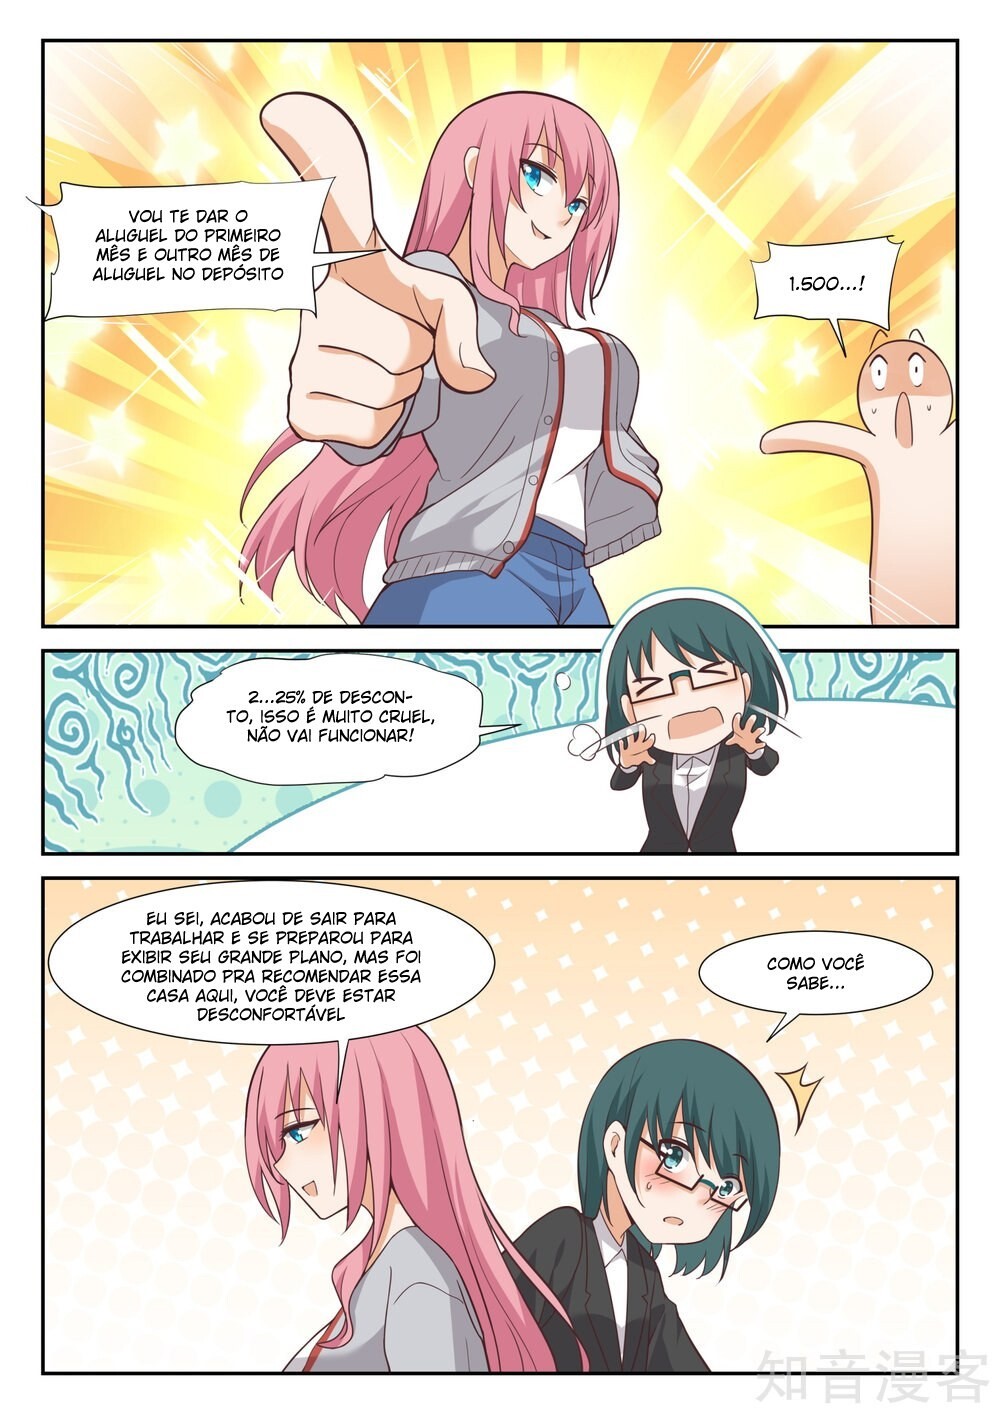 VOU TE DAR O
ALUGUEL DO PRIMEIRO
MÊS E OUTRO MÊS DE
ALUGUEL NO DEPÓSITO
1.500...!
2...25% DE DESCON-
TO, ISSO É MUITO CRUEL,
NÃO VAI FUNCIONAR!
EU SEI, ACABOU DE SAIR PARA
TRABALHAR E SE PREPAROU PARA
EXIBIR SEU GRANDE PLANO, MAS FOI
COMBINADO PRA RECOMENDAR ESSA
CASA AQUI, VOCÊ DEVE ESTAR
DESCONFORTÁVEL
COMO VOCÊ
SABE...
知音漫客